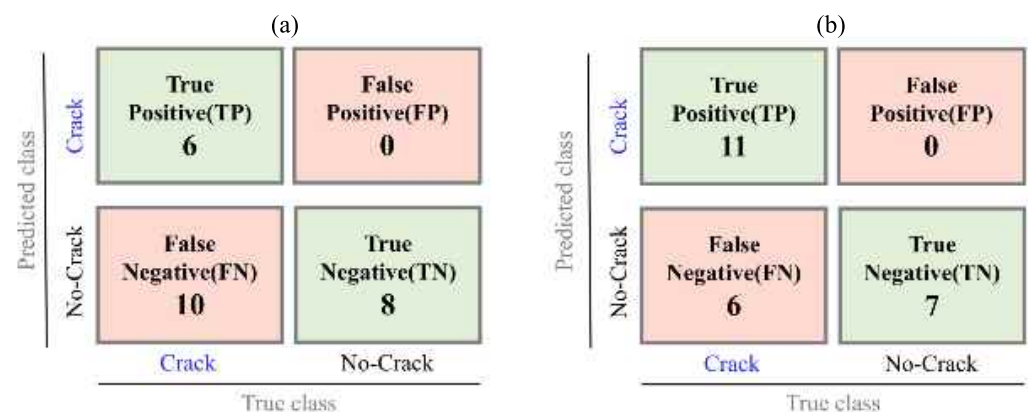 (a)
Predicted class
Crack
No-Crack
True
Positive(TP)
6
False
Positive(FP)
0
False
Negative(FN)
10
True
Negative(TN)
8
Crack
No-Crack
True class
(b)
Predicted class
Crack
No-Crack
True
Positive(TP)
11
False
Positive(FP)
0
False
Negative(FN)
6
True
Negative(TN)
7
Crack
No-Crack
True class